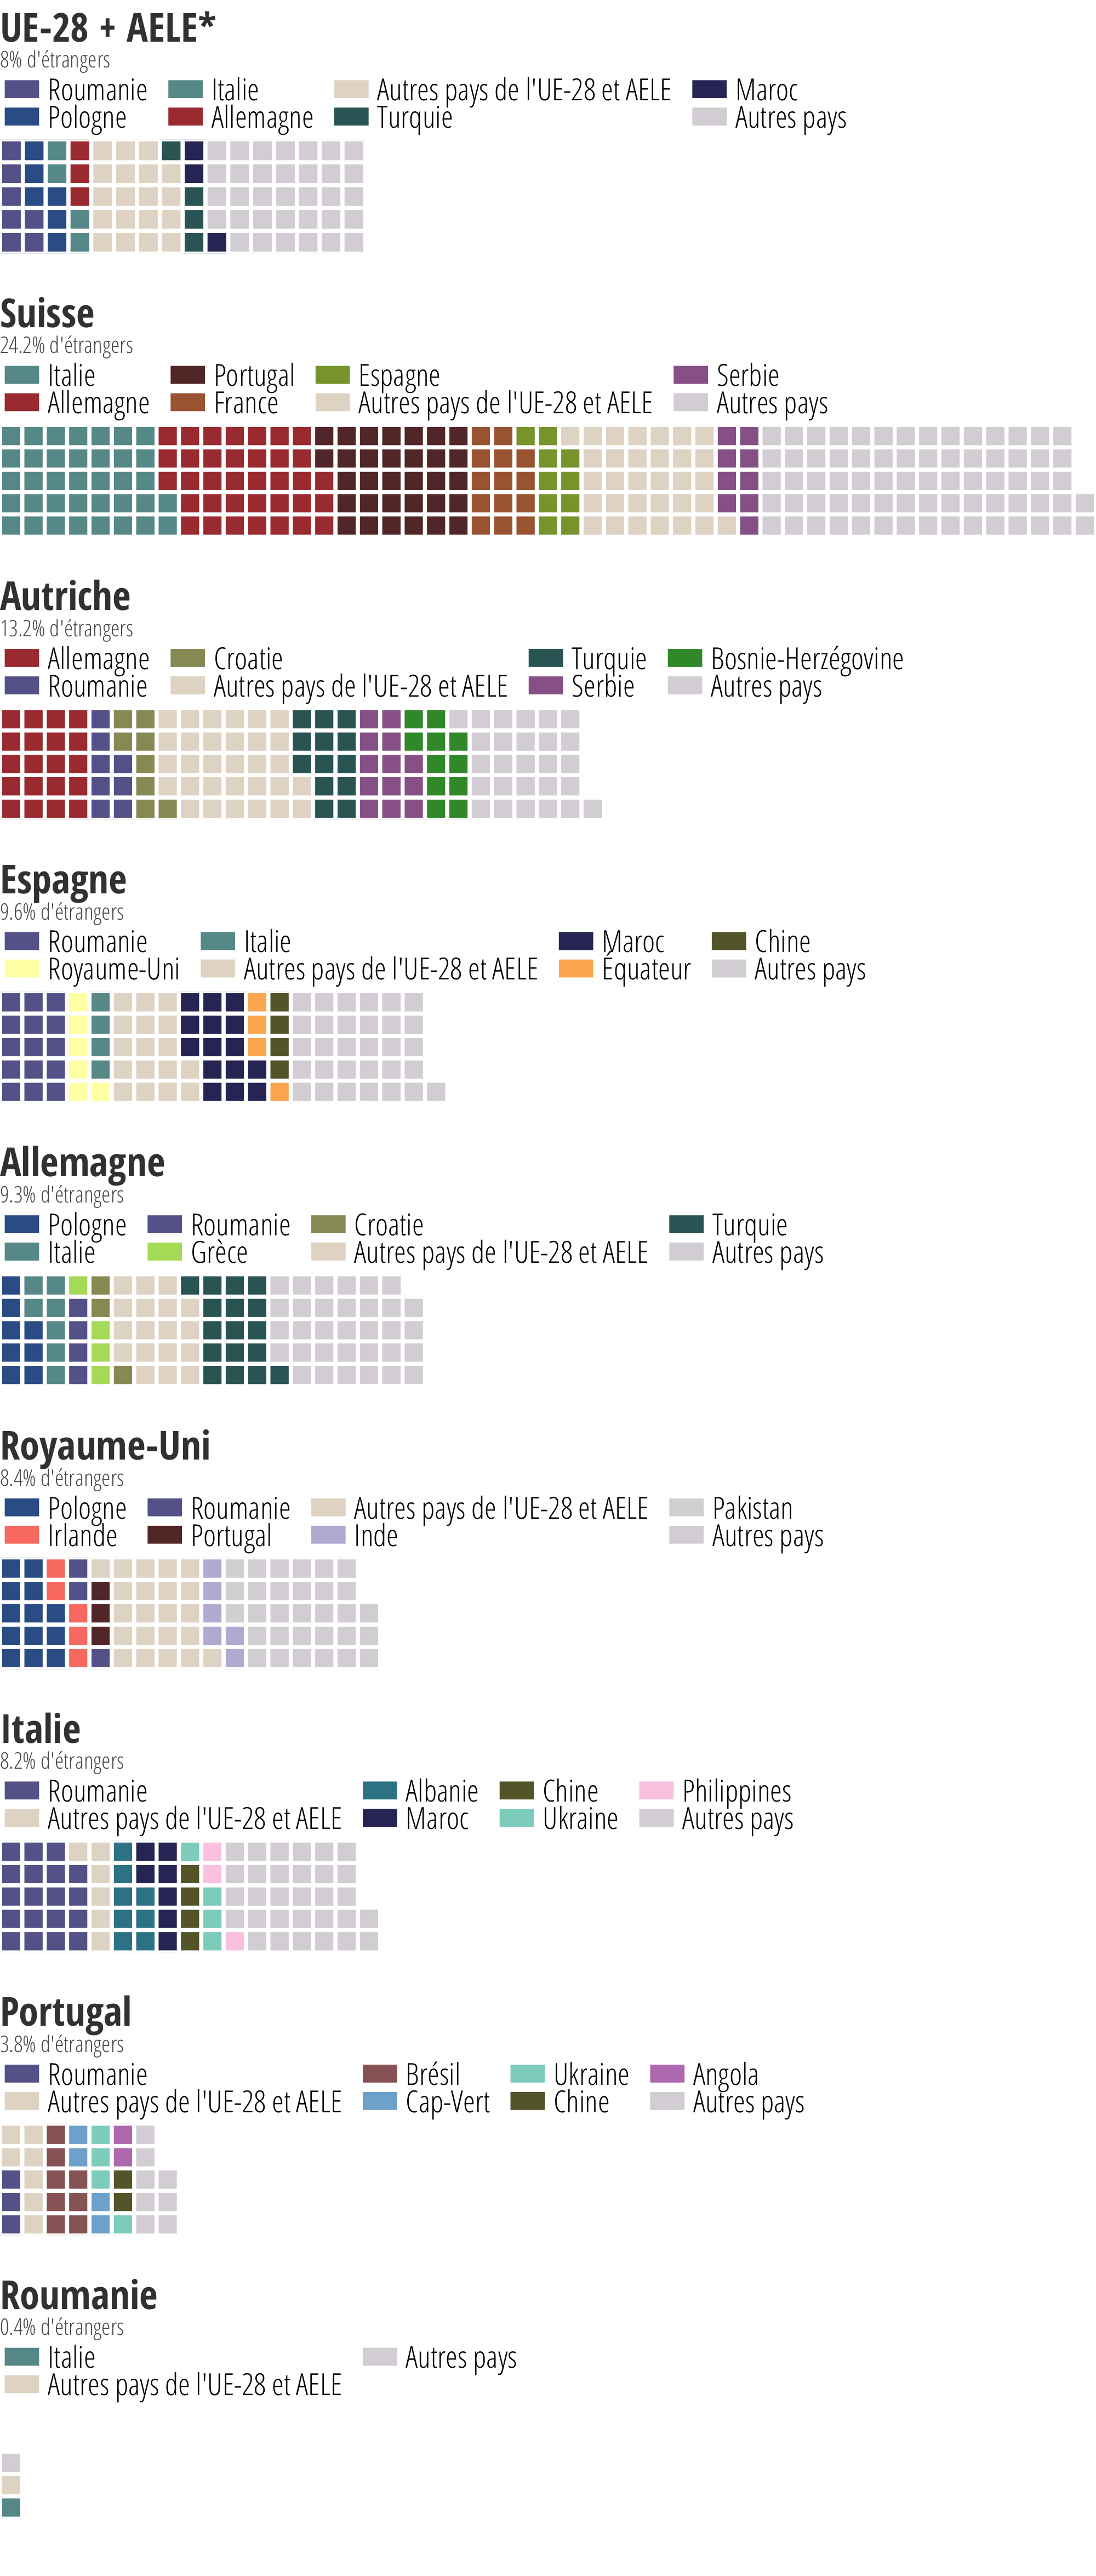 UE-28 + AELE*
8% d'étrangers
Roumanie Italie Autres pays de l'UE-28 et AELE Maroc
Pologne Allemagne Turquie Autres pays
Suisse
24.2% d'étrangers
Italie Portugal Espagne Serbie
Allemagne France Autres pays de l'UE-28 et AELE Autres pays
Autriche
13.2% d'étrangers
Allemagne Croatie Turquie Bosnie-Herzégovine
Roumanie Autres pays de l'UE-28 et AELE Serbie Autres pays
Espagne
9.6% d'étrangers
Roumanie Italie Maroc Chine
Royaume-Uni Autres pays de l'UE-28 et AELE Équateur Autres pays
Allemagne
9.3% d'étrangers
Pologne Roumanie Croatie Turquie
Italie Grèce Autres pays de l'UE-28 et AELE Autres pays
Royaume-Uni
8.4% d'étrangers
Pologne Roumanie Autres pays de l'UE-28 et AELE Pakistan
Irlande Portugal Inde Autres pays
Italie
8.2% d'étrangers
Roumanie Albanie Chine Philippines
Autres pays de l'UE-28 et AELE Maroc Ukraine Autres pays
Portugal
3.8% d'étrangers
Roumanie Brésil Ukraine Angola
Autres pays de l'UE-28 et AELE Cap-Vert Chine Autres pays
Roumanie
0.4% d'étrangers
Italie Autres pays
Autres pays de l'UE-28 et AELE